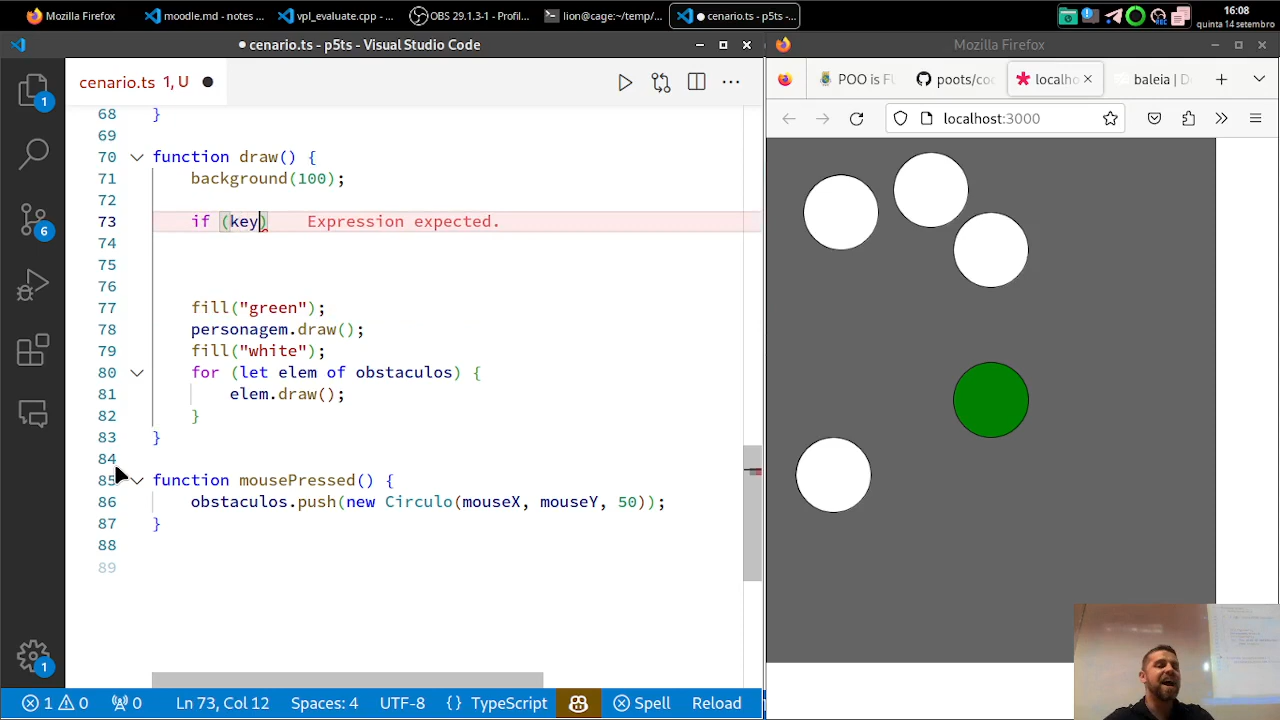 Mozilla Firefox
moodle.md - notes ...
vpl_evaluate.cpp - ...
OBS 29.1.3-1 - Profil...
lion@cage:~/temp/...
● cenario.ts - p5ts-...
16:08
quinta 14 setembro
● cenario.ts - p5ts - Visual Studio Code
Mozilla Firefox
cenario.ts 1, U ●
POO is FU
poots/coc
localho
baleia | D
localhost:3000
68 }
69
70 function draw() {
71 background(100);
72
73 if (key) Expression expected.
74
75
76
77 fill("green");
78 personagem.draw();
79 fill("white");
80 for (let elem of obstaculos) {
81 elem.draw();
82 }
83 }
84
85 function mousePressed() {
86 obstaculos.push(new Circulo(mouseX, mouseY, 50));
87 }
88
89
1
6
1
1 0 0 Ln 73, Col 12 Spaces: 4 UTF-8 {} TypeScript Spell Reload